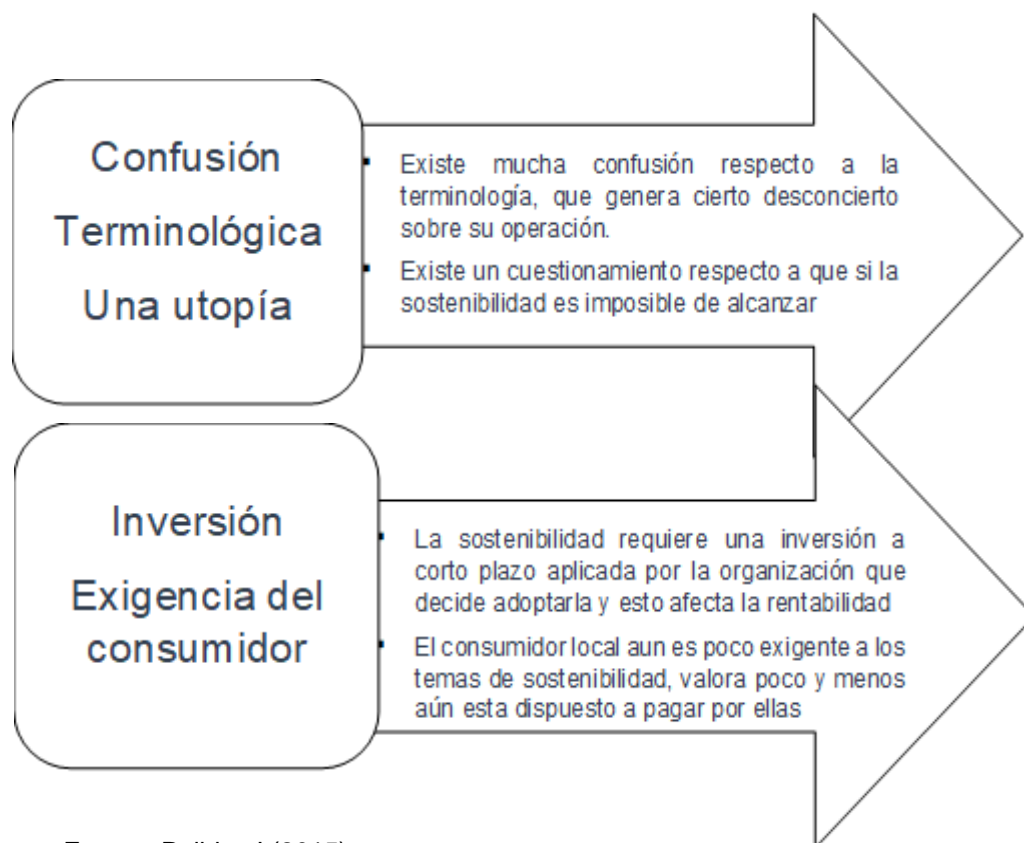 Confusión
Terminológica
Una utopía
▪ Existe mucha confusión respecto a la
terminología, que genera cierto desconcierto
sobre su operación.
▪ Existe un cuestionamiento respecto a que si la
sostenibilidad es imposible de alcanzar
Inversión
Exigencia del
consumidor
▪ La sostenibilidad requiere una inversión a
corto plazo aplicada por la organización que
decide adoptarla y esto afecta la rentabilidad
▪ El consumidor local aun es poco exigente a los
temas de sostenibilidad, valora poco y menos
aún esta dispuesto a pagar por ellas